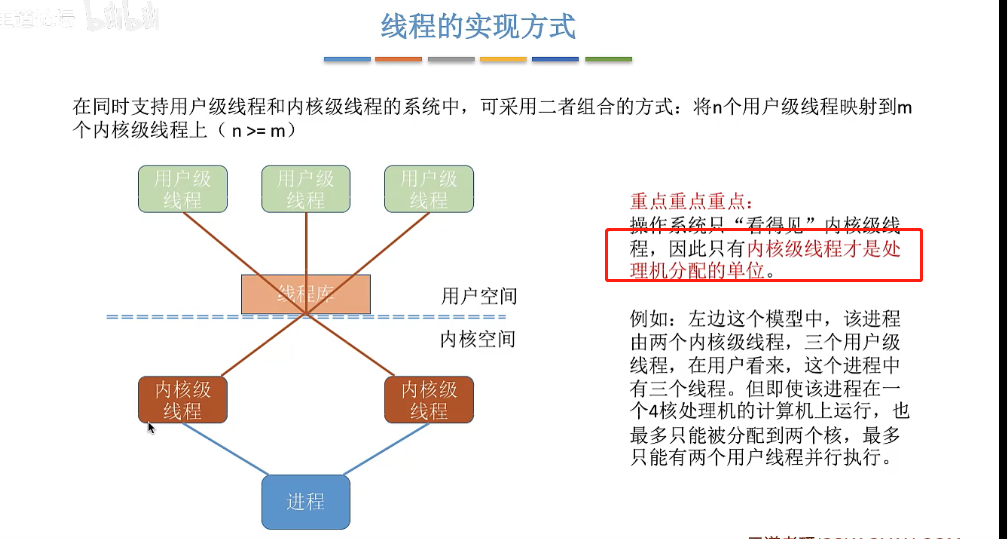 bilibili
线程的实现方式
在同时支持用户级线程和内核级线程的系统中，可采用二者组合的方式：将n个用户级线程映射到m
个内核级线程上（ n >= m）
用户级
线程
用户级
线程
用户级
线程
线程库
用户空间
内核空间
内核级
线程
内核级
线程
进程
重点重点重点：
操作系统只“看得见”内核级线
程，因此只有内核级线程才是处
理机分配的单位。
例如：左边这个模型中，该进程
由两个内核级线程，三个用户级
线程，在用户看来，这个进程中
有三个线程。但即使该进程在一
个4核处理机的计算机上运行，也
最多只能被分配到两个核，最多
只能有两个用户线程并行执行。